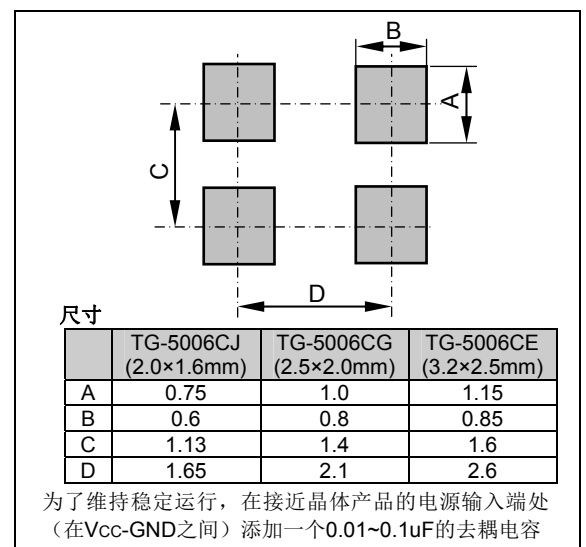 B
A
C
D
尺寸
TG-5006CJ TG-5006CG TG-5006CE
(2.0×1.6mm) (2.5×2.0mm) (3.2×2.5mm)
A 0.75 1.0 1.15
B 0.6 0.8 0.85
C 1.13 1.4 1.6
D 1.65 2.1 2.6
为了维持稳定运行，在接近晶体产品的电源输入端处
（在Vcc-GND之间）添加一个0.01~0.1uF的去耦电容